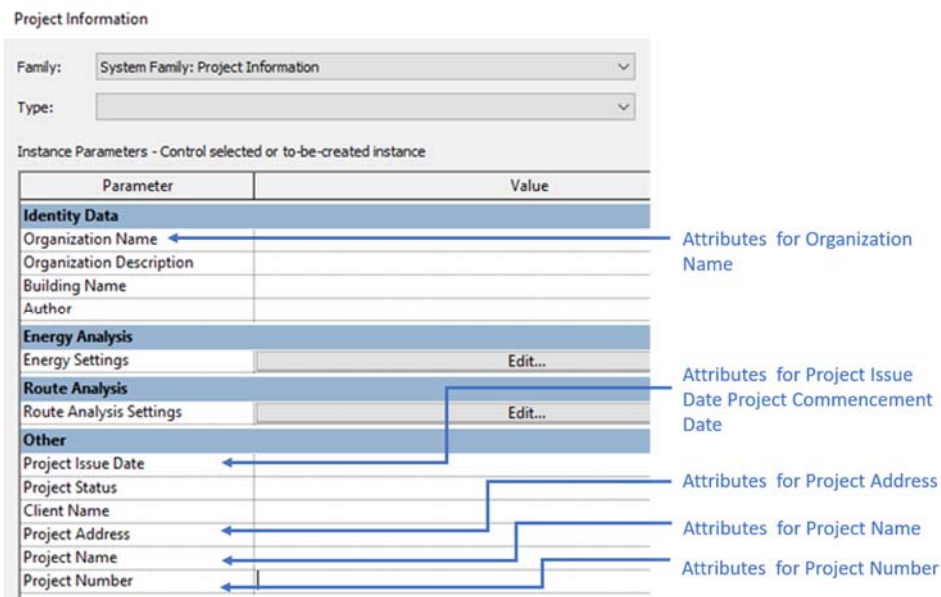 Project Information
Family: System Family: Project Information
Type:
Instance Parameters - Control selected or to-be-created instance
Parameter Value
Identity Data
Organization Name
Organization Description
Building Name
Author
Energy Analysis
Energy Settings Edit...
Route Analysis
Route Analysis Settings Edit...
Other
Project Issue Date
Project Status
Client Name
Project Address
Project Name
Project Number
Attributes for Organization
Name
Attributes for Project Issue
Date Project Commencement
Date
Attributes for Project Address
Attributes for Project Name
Attributes for Project Number